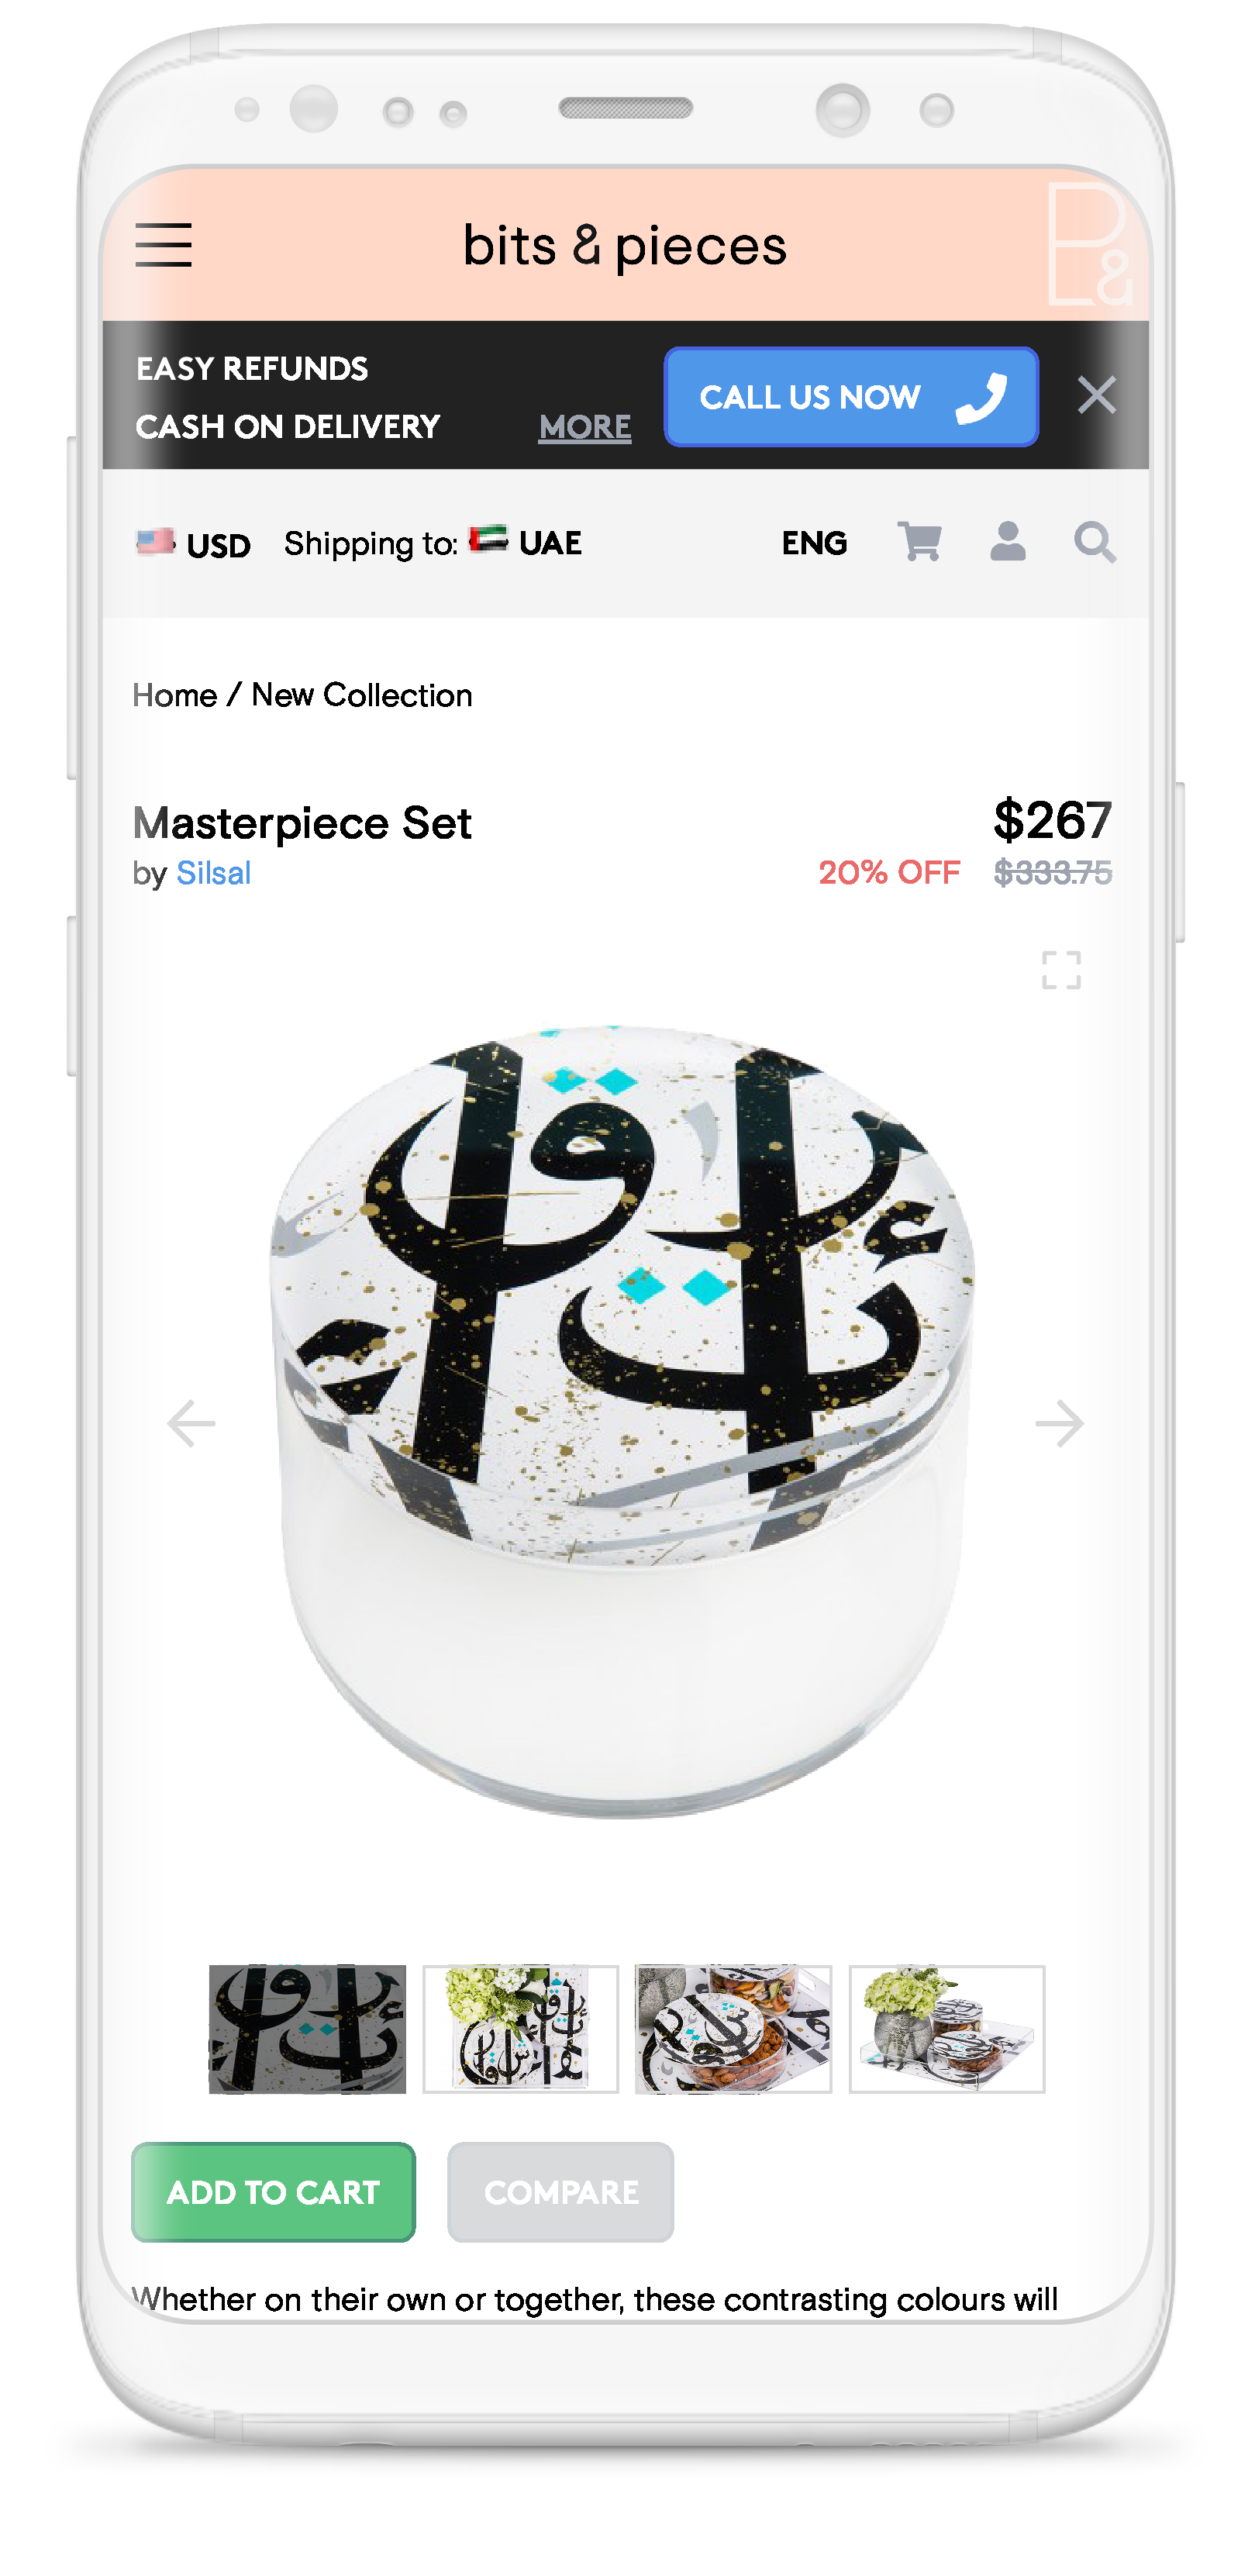 bits & pieces
EASY REFUNDS
CASH ON DELIVERY
MORE
CALL US NOW
USD Shipping to: UAE ENG
Home / New Collection
Masterpiece Set
$267
by Silsal
20% OFF $333.75
ADD TO CART
COMPARE
Whether on their own or together, these contrasting colours will